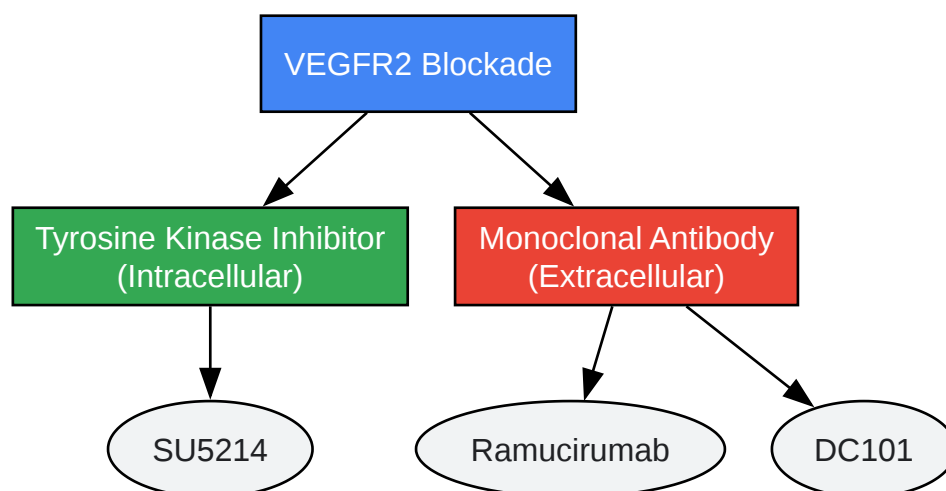 VEGFR2 Blockade
Tyrosine Kinase Inhibitor
(Intracellular)
Monoclonal Antibody
(Extracellular)
SU5214
Ramucirumab
DC101